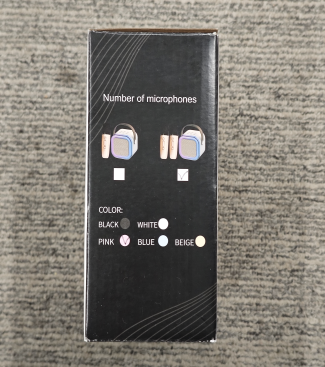 Number of microphones
COLOR:
BLACK WHITE
PINK BLUE BEIGE